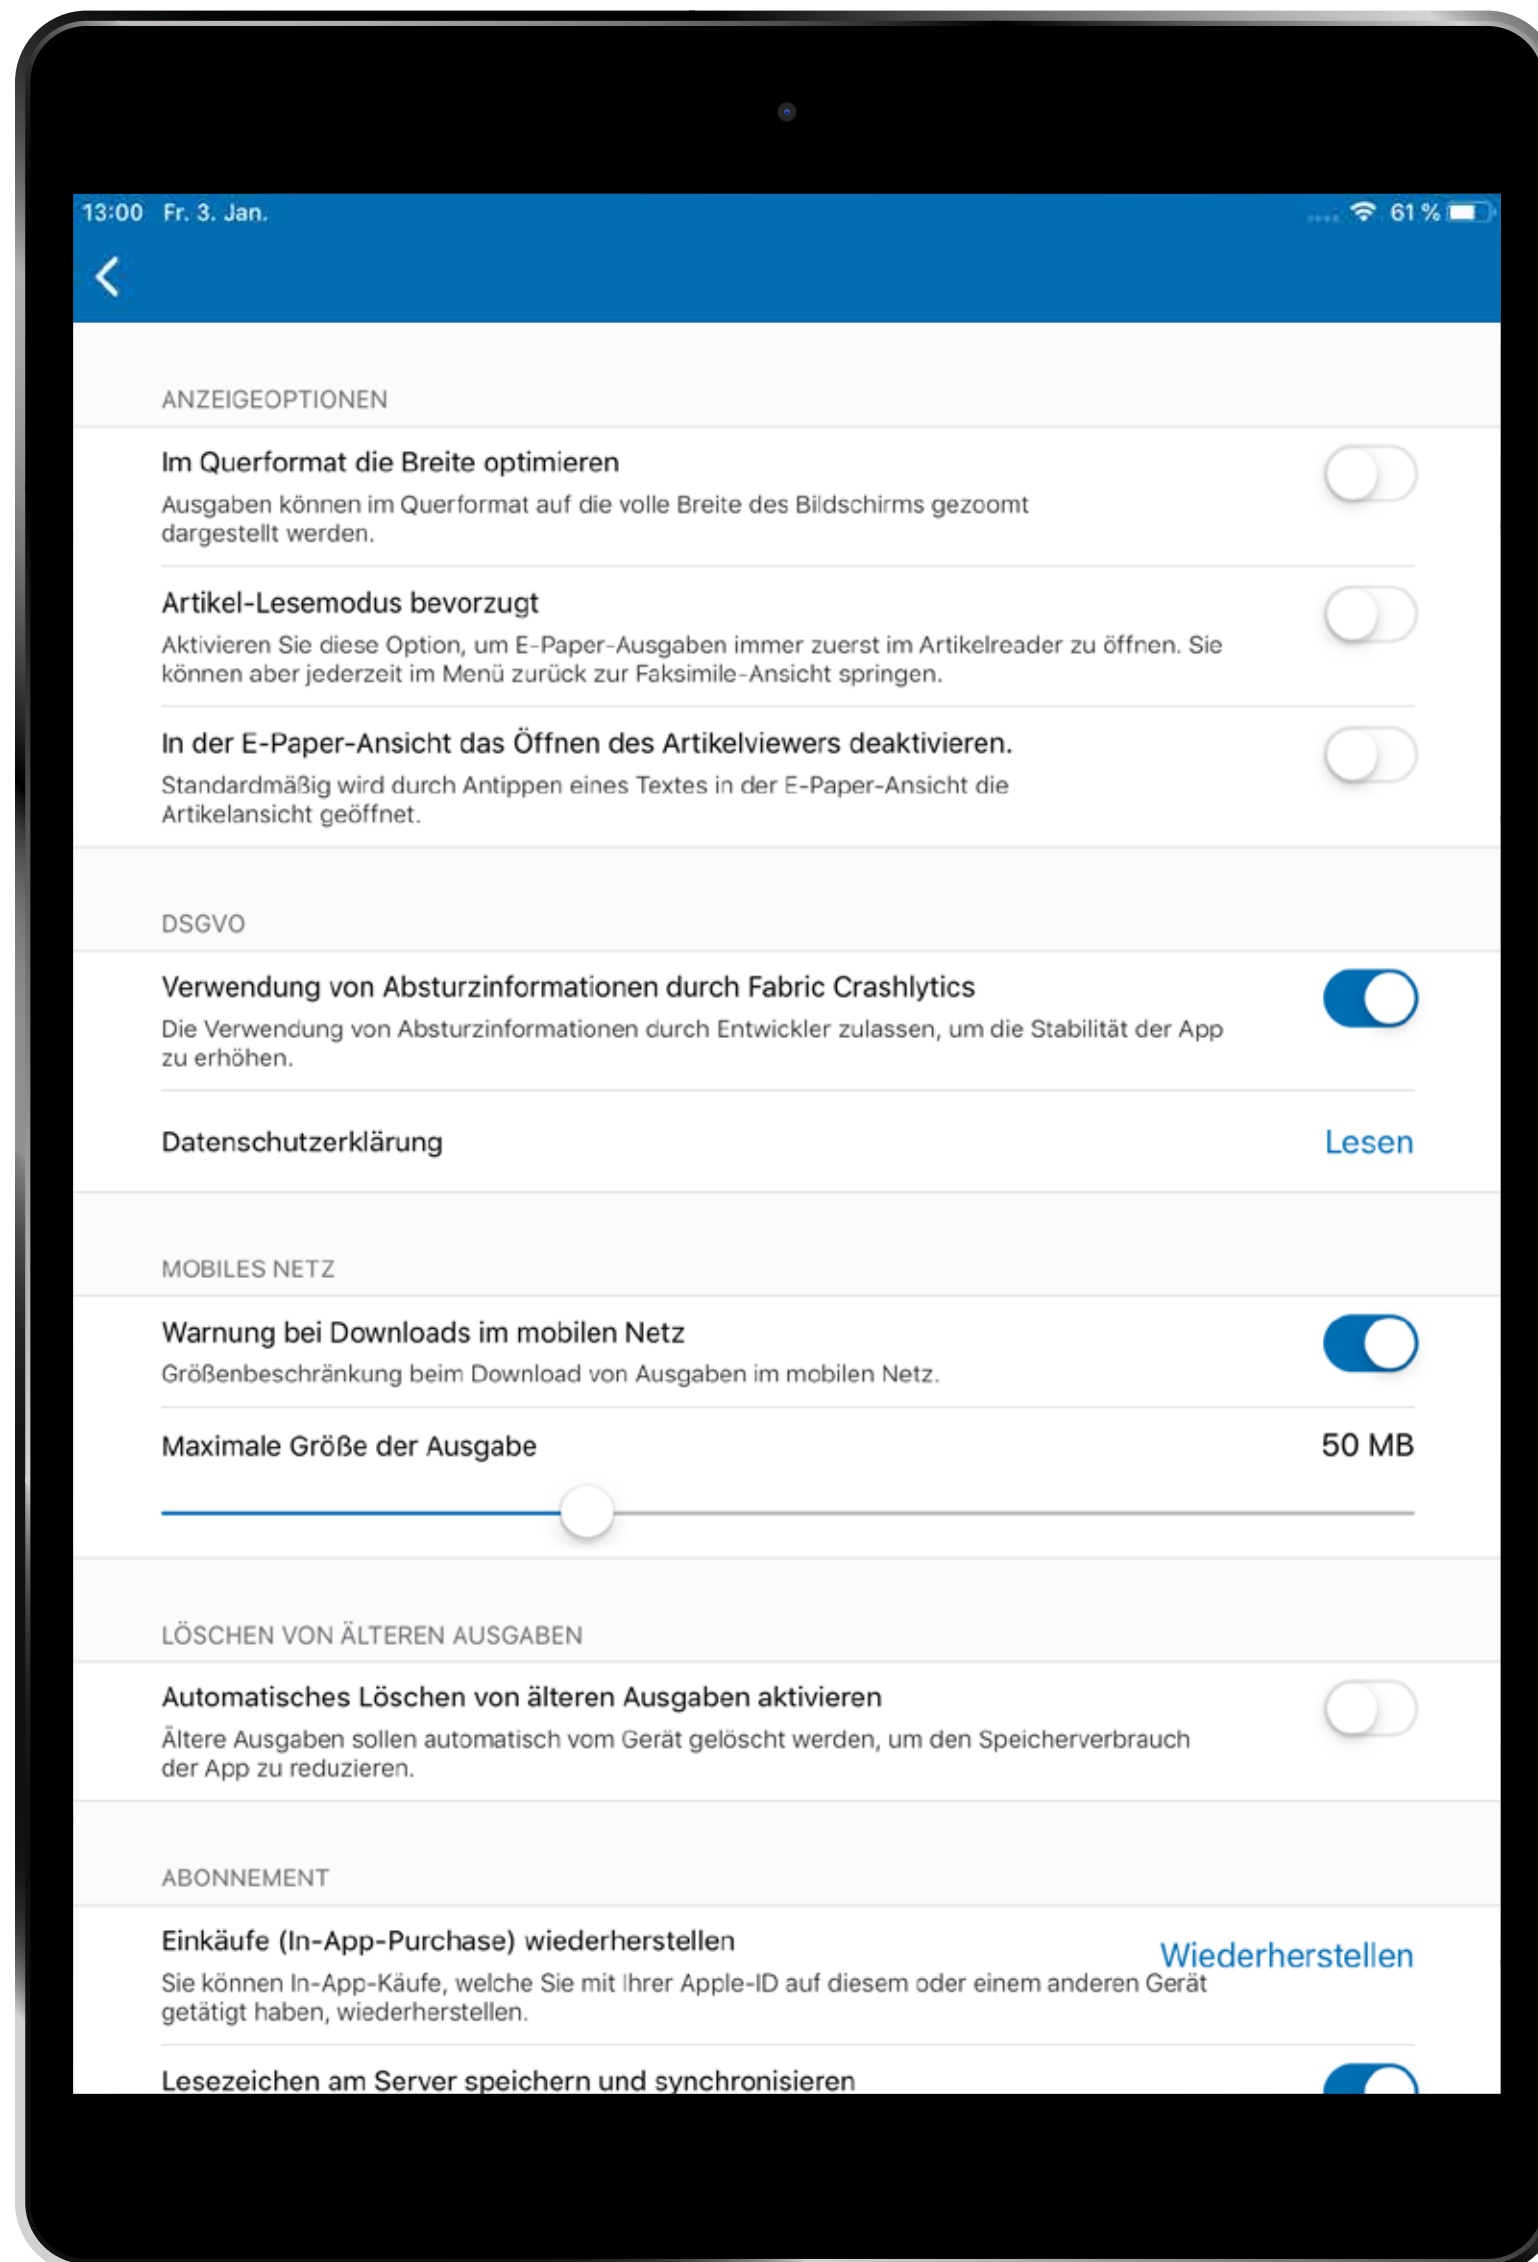 13:00 Fr. 3. Jan.
61 %
ANZEIGEOPTIONEN
Im Querformat die Breite optimieren
Ausgaben können im Querformat auf die volle Breite des Bildschirms gezoomt
dargestellt werden.
Artikel-Lesemodus bevorzugt
Aktivieren Sie diese Option, um E-Paper-Ausgaben immer zuerst im Artikelreader zu öffnen. Sie
können aber jederzeit im Menü zurück zur Faksimile-Ansicht springen.
In der E-Paper-Ansicht das Öffnen des Artikelviewers deaktivieren.
Standardmäßig wird durch Antippen eines Textes in der E-Paper-Ansicht die
Artikelansicht geöffnet.
DSGVO
Verwendung von Absturzinformationen durch Fabric Crashlytics
Die Verwendung von Absturzinformationen durch Entwickler zulassen, um die Stabilität der App
zu erhöhen.
Datenschutzerklärung
Lesen
MOBILES NETZ
Warnung bei Downloads im mobilen Netz
Größenbeschränkung beim Download von Ausgaben im mobilen Netz.
Maximale Größe der Ausgabe
50 MB
LÖSCHEN VON ÄLTEREN AUSGABEN
Automatisches Löschen von älteren Ausgaben aktivieren
Ältere Ausgaben sollen automatisch vom Gerät gelöscht werden, um den Speicherverbrauch
der App zu reduzieren.
ABONNEMENT
Einkäufe (In-App-Purchase) wiederherstellen
Wiederherstellen
Sie können In-App-Käufe, welche Sie mit Ihrer Apple-ID auf diesem oder einem anderen Gerät
getätigt haben, wiederherstellen.
Lesezeichen am Server speichern und synchronisieren